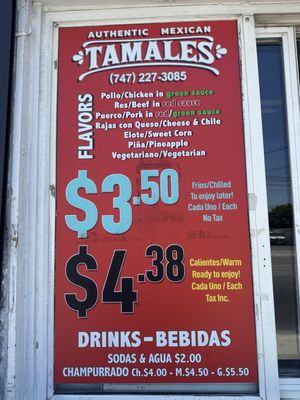 AUTHENTIC MEXICAN
TAMALES
(747) 227-3085
FLAVORS
Pollo/Chicken in green sauce
Res/Beef in red sauce
Puerco/Pork in red/green sauce
Rajas con Queso/Cheese & Chile
Elote/Sweet Corn
Piña/Pineapple
Vegetariano/Vegetarian
$3.50
Frios/Chilled
To enjoy later!
Cada Uno / Each
No Tax
$4.38
Calientes/Warm
Ready to enjoy!
Cada Uno / Each
Tax Inc.
DRINKS-BEBIDAS
SODAS & AGUA $2.00
CHAMPURRADO Ch.$4.00 - M.$4.50 - G.$5.50